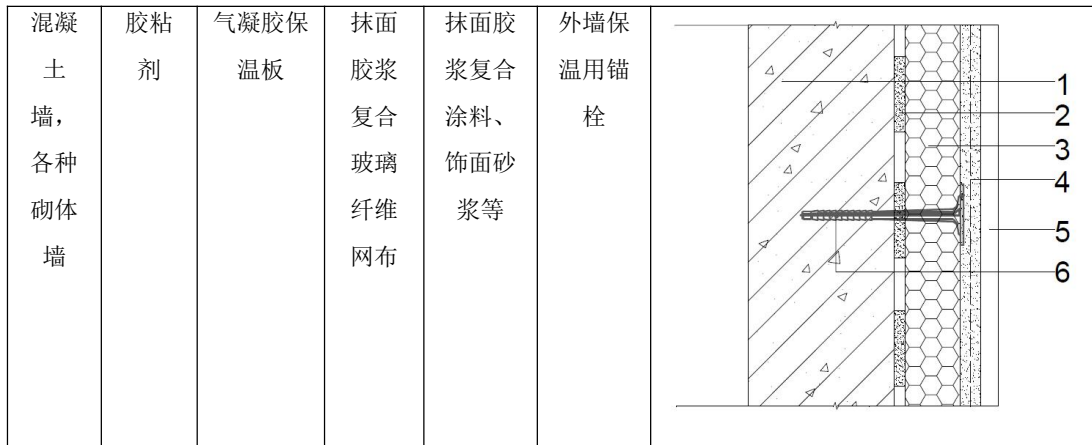 混凝
土
墙，
各种
砌体
墙
胶粘
剂
气凝胶保
温板
抹面
胶浆
复合
玻璃
纤维
网布
抹面胶
浆复合
涂料、
饰面砂
浆等
外墙保
温用锚
栓
1
2
3
4
5
6